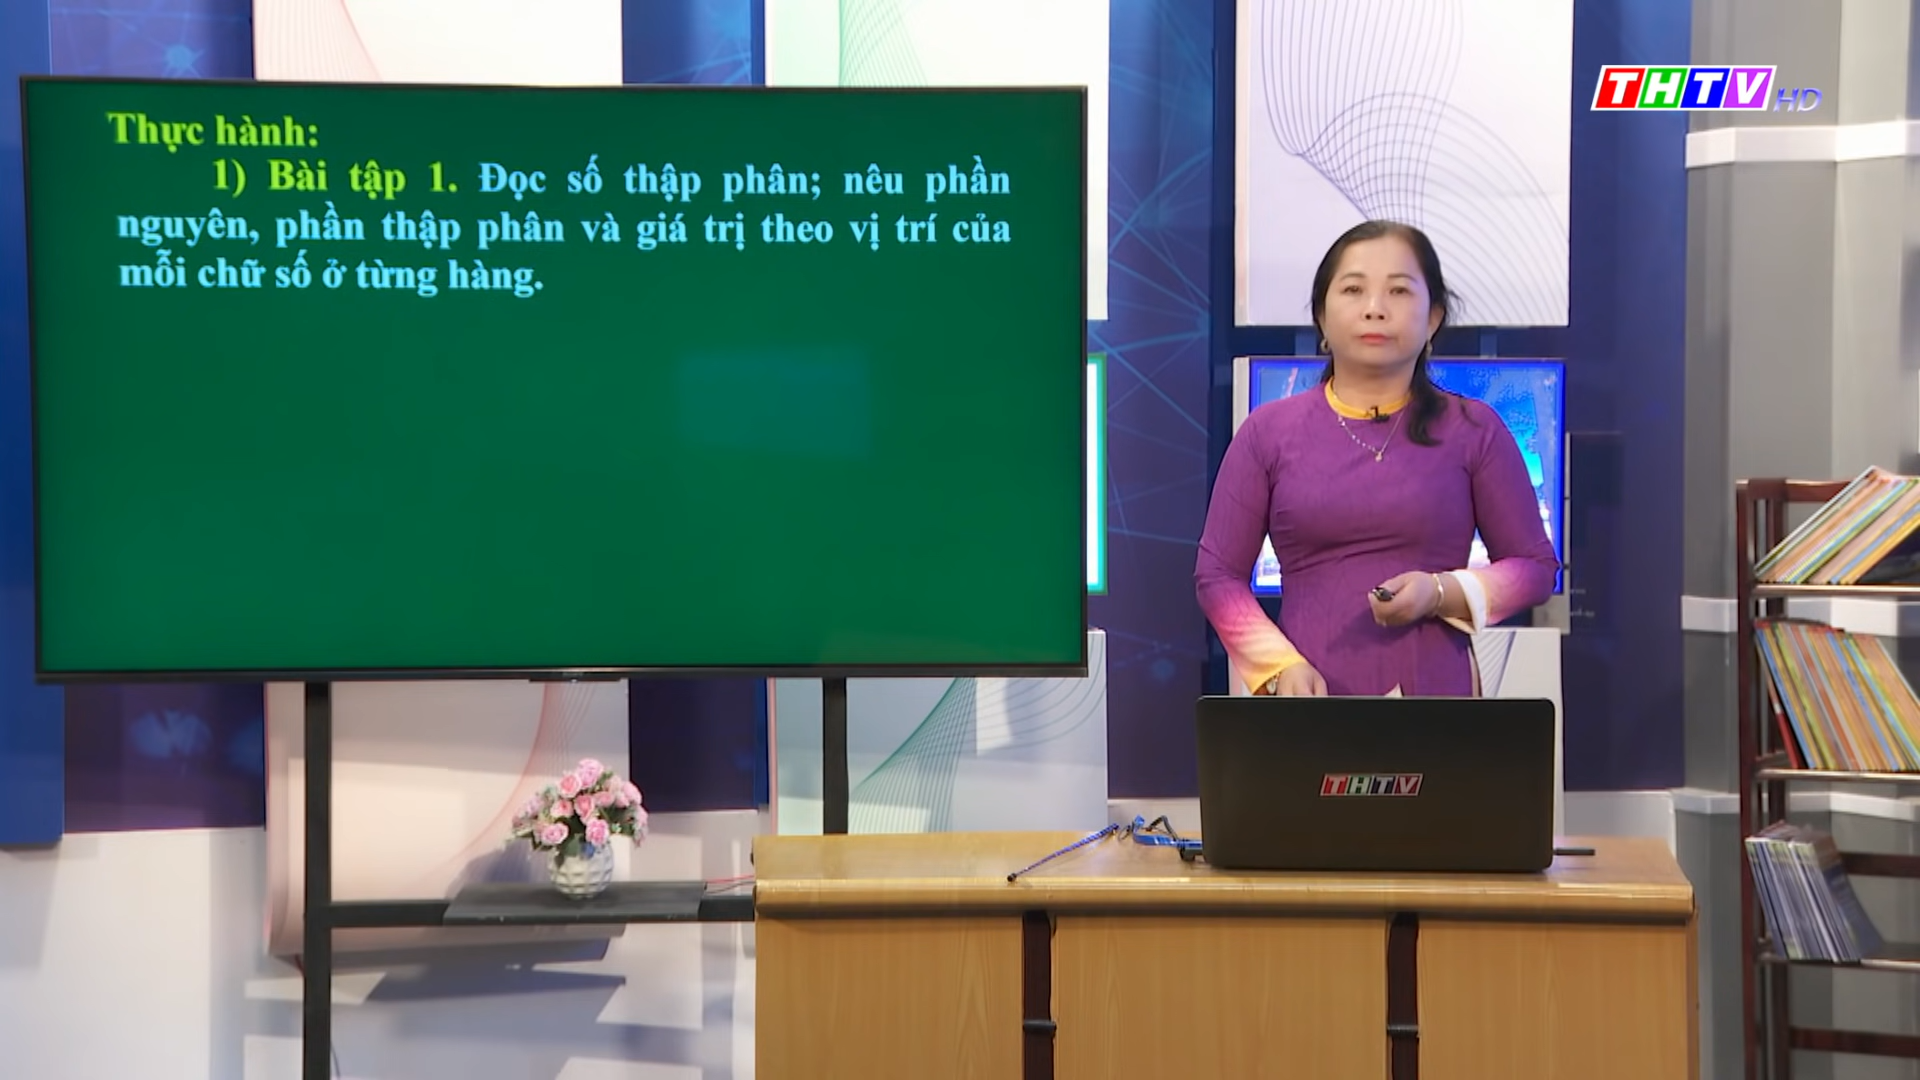 THTV HD
Thực hành:
1) Bài tập 1. Đọc số thập phân; nêu phần
nguyên, phần thập phân và giá trị theo vị trí của
mỗi chữ số ở từng hàng.
THTV